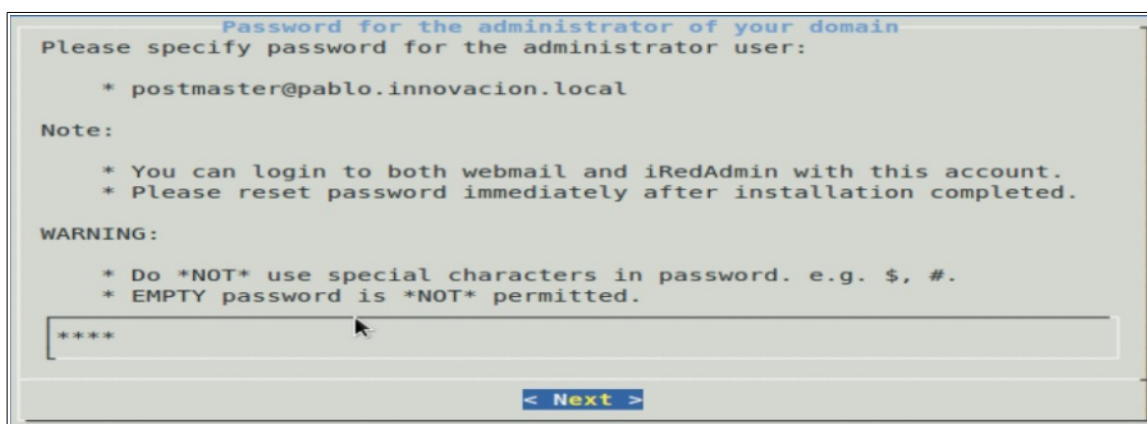 Password for the administrator of your domain
Please specify password for the administrator user:
* postmaster@pablo.innovacion.local
Note:
* You can login to both webmail and iRedAdmin with this account.
* Please reset password immediately after installation completed.
WARNING:
* Do *NOT* use special characters in password. e.g. $, #.
* EMPTY password is *NOT* permitted.
****
< Next >